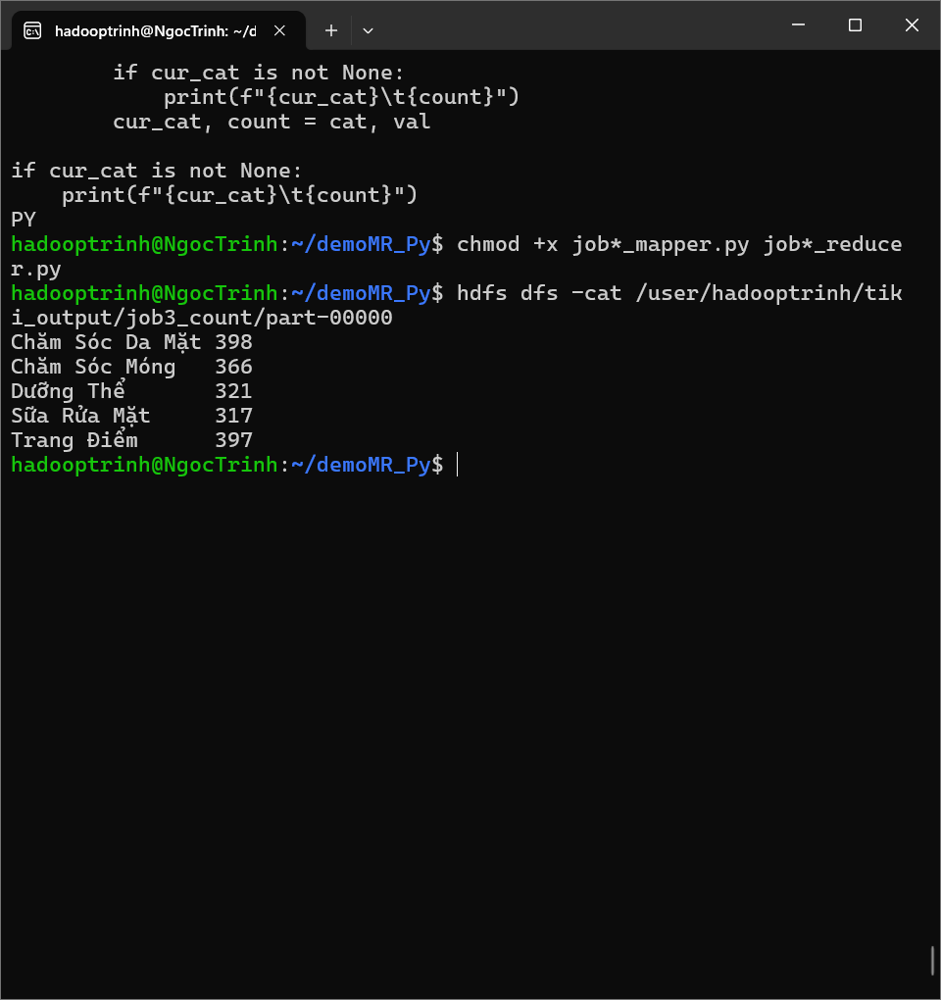 hadooptrinh@NgocTrinh: ~/d
        if cur_cat is not None:
            print(f"{cur_cat}\t{count}")
        cur_cat, count = cat, val

if cur_cat is not None:
    print(f"{cur_cat}\t{count}")
PY
hadooptrinh@NgocTrinh:~/demoMR_Py$ chmod +x job*_mapper.py job*_reduce
r.py
hadooptrinh@NgocTrinh:~/demoMR_Py$ hdfs dfs -cat /user/hadooptrinh/tik
i_output/job3_count/part-00000
Chăm Sóc Da Mặt 398
Chăm Sóc Móng   366
Dưỡng Thể       321
Sữa Rửa Mặt     317
Trang Điểm      397
hadooptrinh@NgocTrinh:~/demoMR_Py$